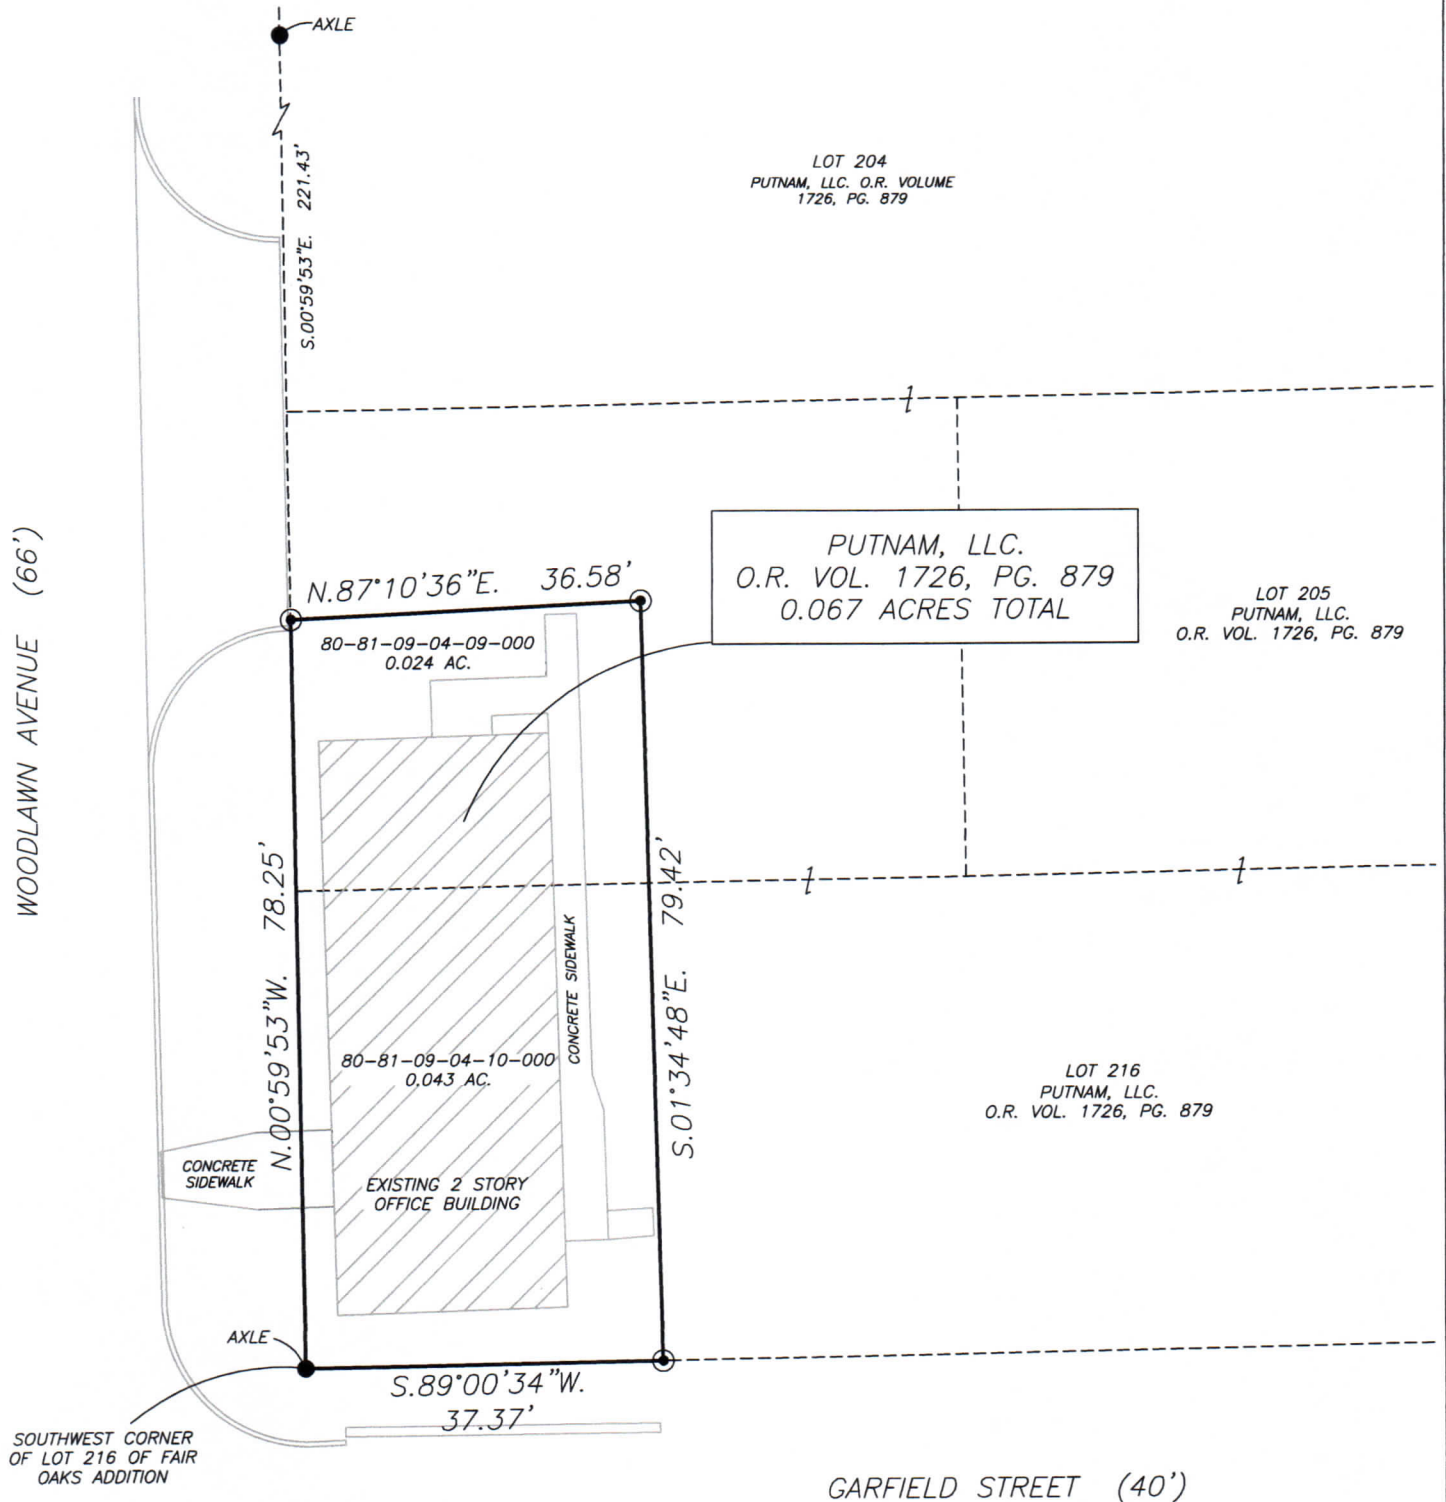 AXLE
S.00°59'53"E. 221.43'
LOT 204
PUTNAM, LLC. O.R. VOLUME
1726, PG. 879
WOODLAWN AVENUE (66')
N.87°10'36"E. 36.58'
80-81-09-04-09-000
0.024 AC.
PUTNAM, LLC.
O.R. VOL. 1726, PG. 879
0.067 ACRES TOTAL
LOT 205
PUTNAM, LLC.
O.R. VOL. 1726, PG. 879
N.00°59'53"W. 78.25'
CONCRETE SIDEWALK
S.01°34'48"E. 79.42'
80-81-09-04-10-000
0.043 AC.
LOT 216
PUTNAM, LLC.
O.R. VOL. 1726, PG. 879
CONCRETE
SIDEWALK
EXISTING 2 STORY
OFFICE BUILDING
AXLE
S.89°00'34"W.
37.37'
SOUTHWEST CORNER
OF LOT 216 OF FAIR
OAKS ADDITION
GARFIELD STREET (40')